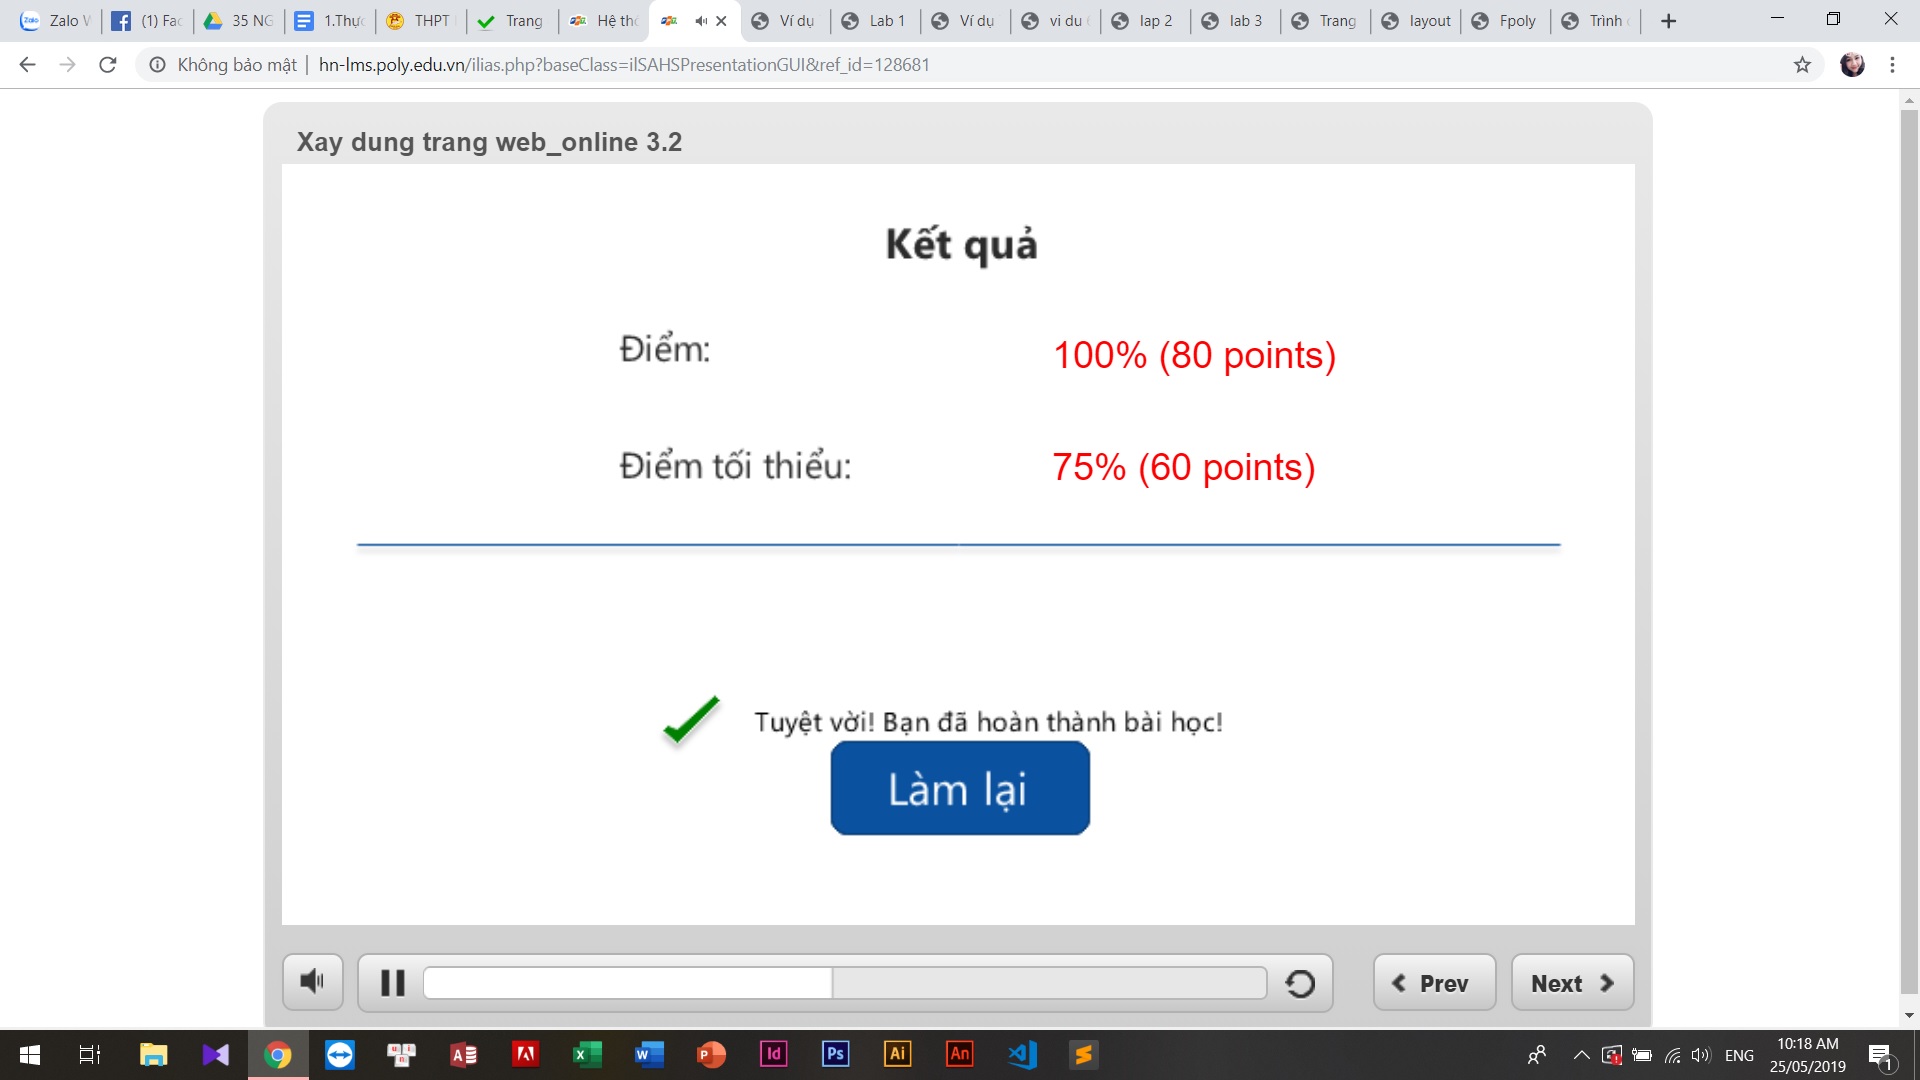 Zalo W
(1) Fac
35 NG
1.Thực
THPT
Trang
Hệ thố
Ví dụ
Lab 1
Ví dụ
vi du
lap 2
lab 3
Trang
layout
Fpoly
Trình
Không bảo mật | hn-lms.poly.edu.vn/ilias.php?baseClass=ilSAHSPresentationGUI&ref_id=128681
Xay dung trang web_online 3.2
Kết quả
Điểm: 100% (80 points)
Điểm tối thiểu: 75% (60 points)
Tuyệt vời! Bạn đã hoàn thành bài học!
Làm lại
Prev
Next
ENG
10:18 AM
25/05/2019
1